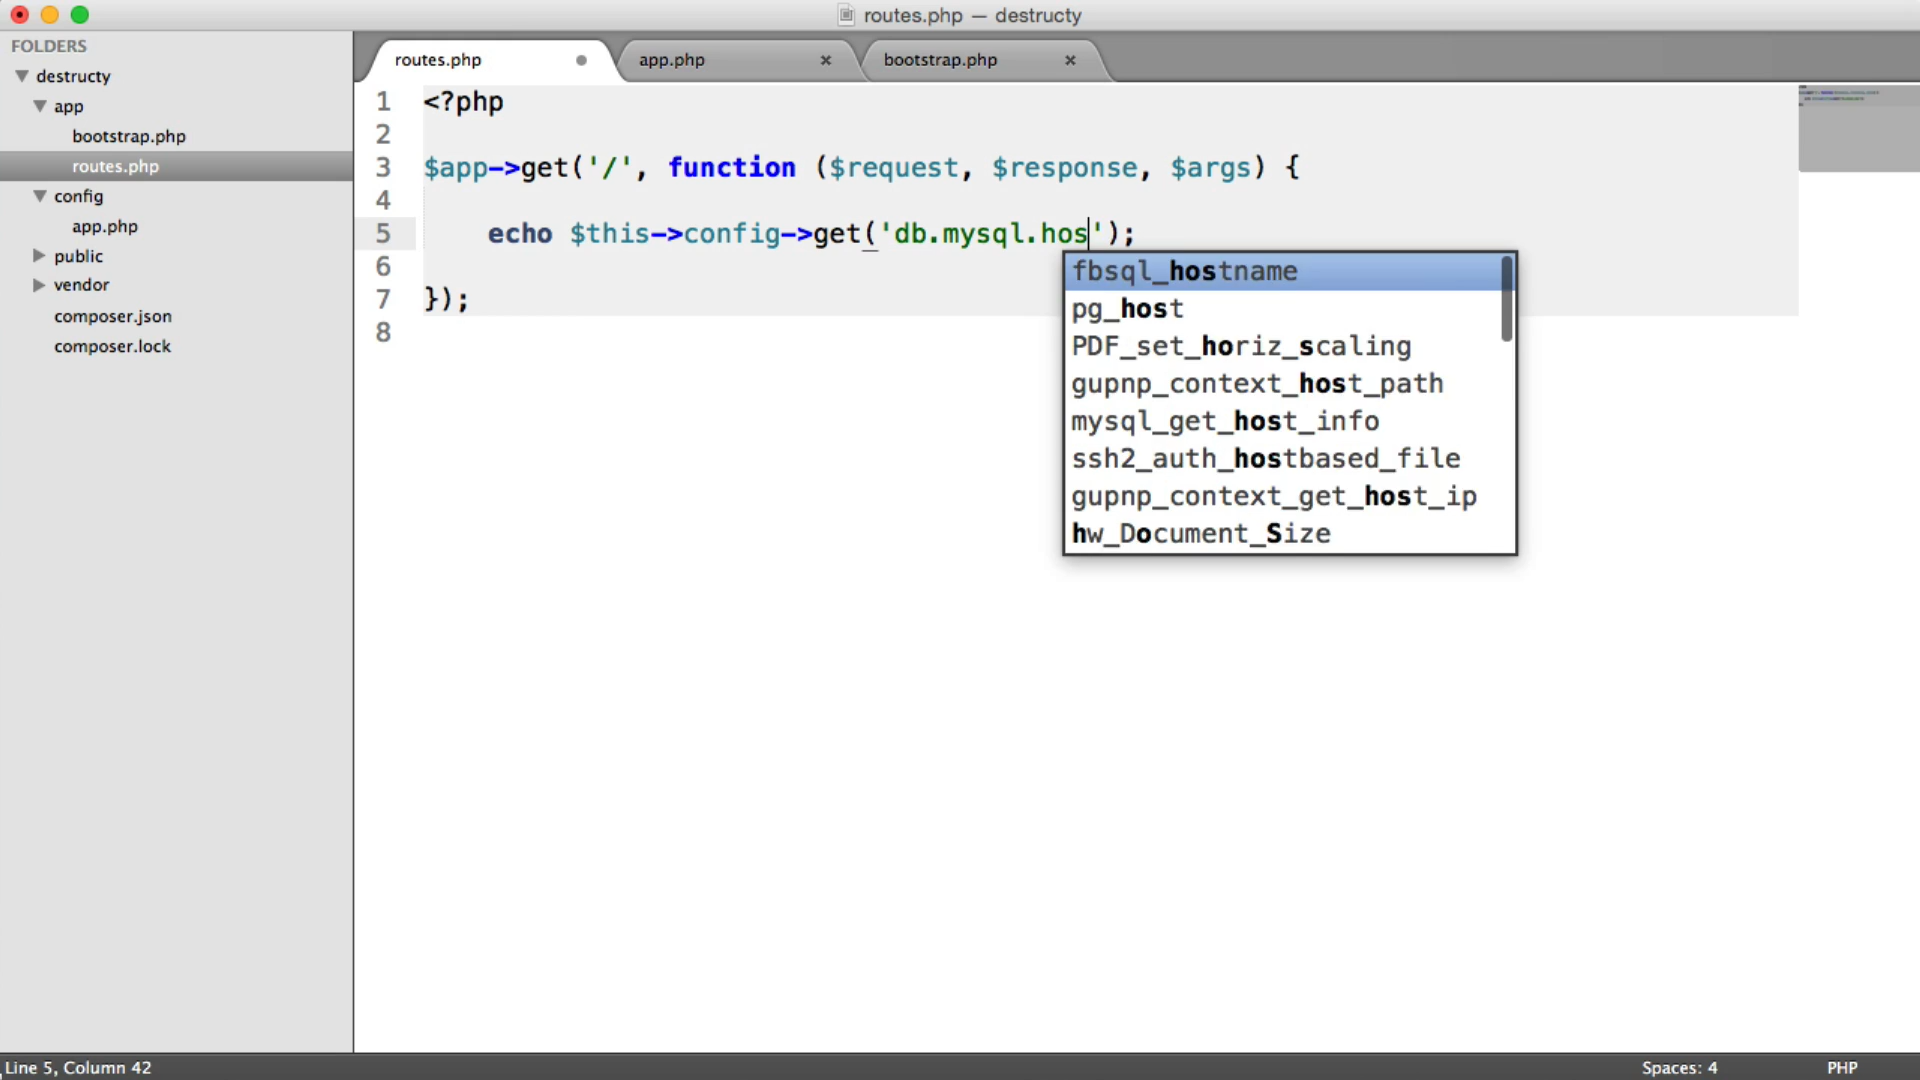 routes.php — destructy
FOLDERS
destructy
app
bootstrap.php
routes.php
config
app.php
public
vendor
composer.json
composer.lock
routes.php
app.php
bootstrap.php
1 <?php
2
3 $app->get('/', function ($request, $response, $args) {
4
5 echo $this->config->get('db.mysql.hos');
6
7 });
8
fbsql_hostname
pg_host
PDF_set_horiz_scaling
gupnp_context_host_path
mysql_get_host_info
ssh2_auth_hostbased_file
gupnp_context_get_host_ip
hw_Document_Size
Line 5, Column 42
Spaces: 4
PHP